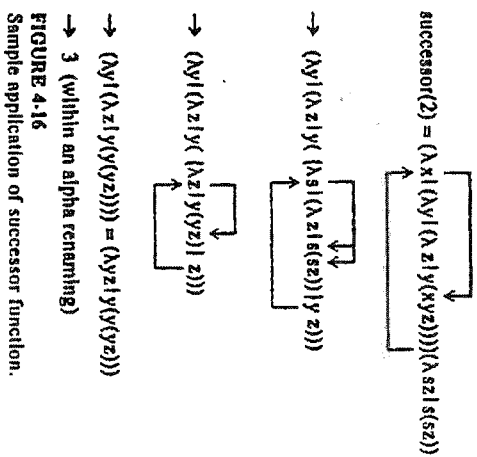 successor(2) = (λx|(λy|(λz|y(xyz))))(λsz|s(sz))
→ (λy|(λz|y( {λs|(λz|s(sz))|y z)))
→ (λy|(λz|y( {λz|y(yz)| z)))
→ (λy|(λz|y(y(yz)))) = (λyz|y(y(yz)))
→ 3 (within an alpha renaming)
FIGURE 4-16
Sample application of successor function.